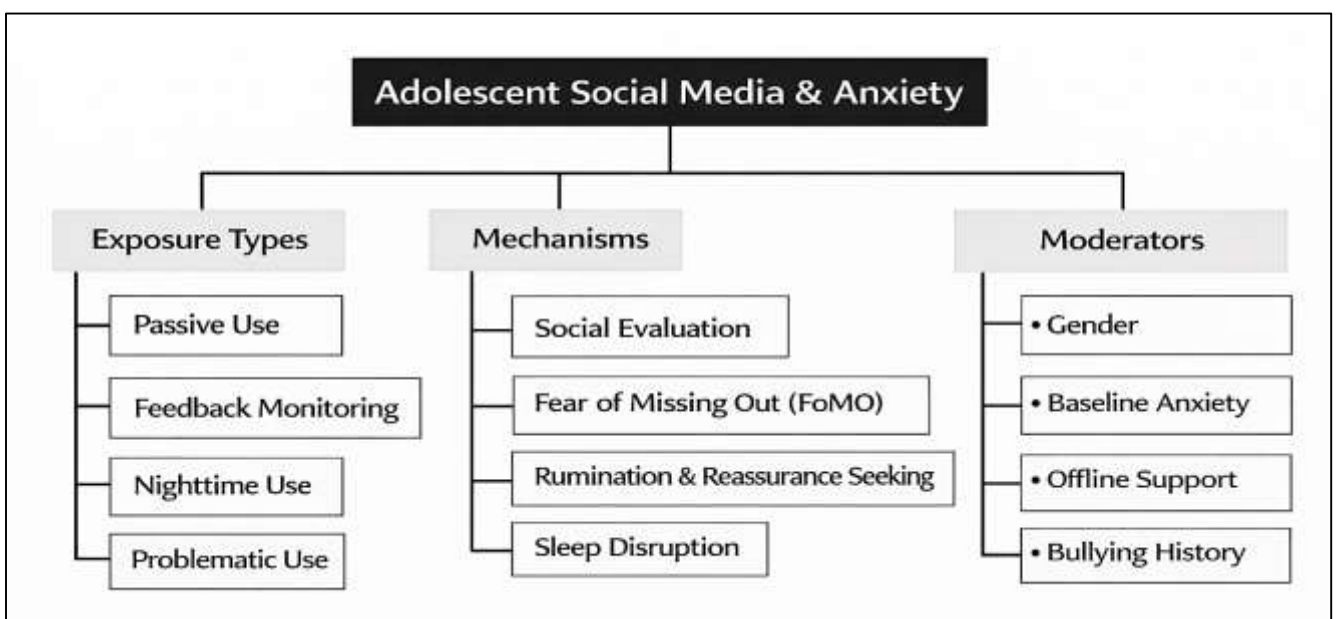 Adolescent Social Media & Anxiety
Exposure Types
Passive Use
Feedback Monitoring
Nighttime Use
Problematic Use
Mechanisms
Social Evaluation
Fear of Missing Out (FoMO)
Rumination & Reassurance Seeking
Sleep Disruption
Moderators
• Gender
• Baseline Anxiety
• Offline Support
• Bullying History